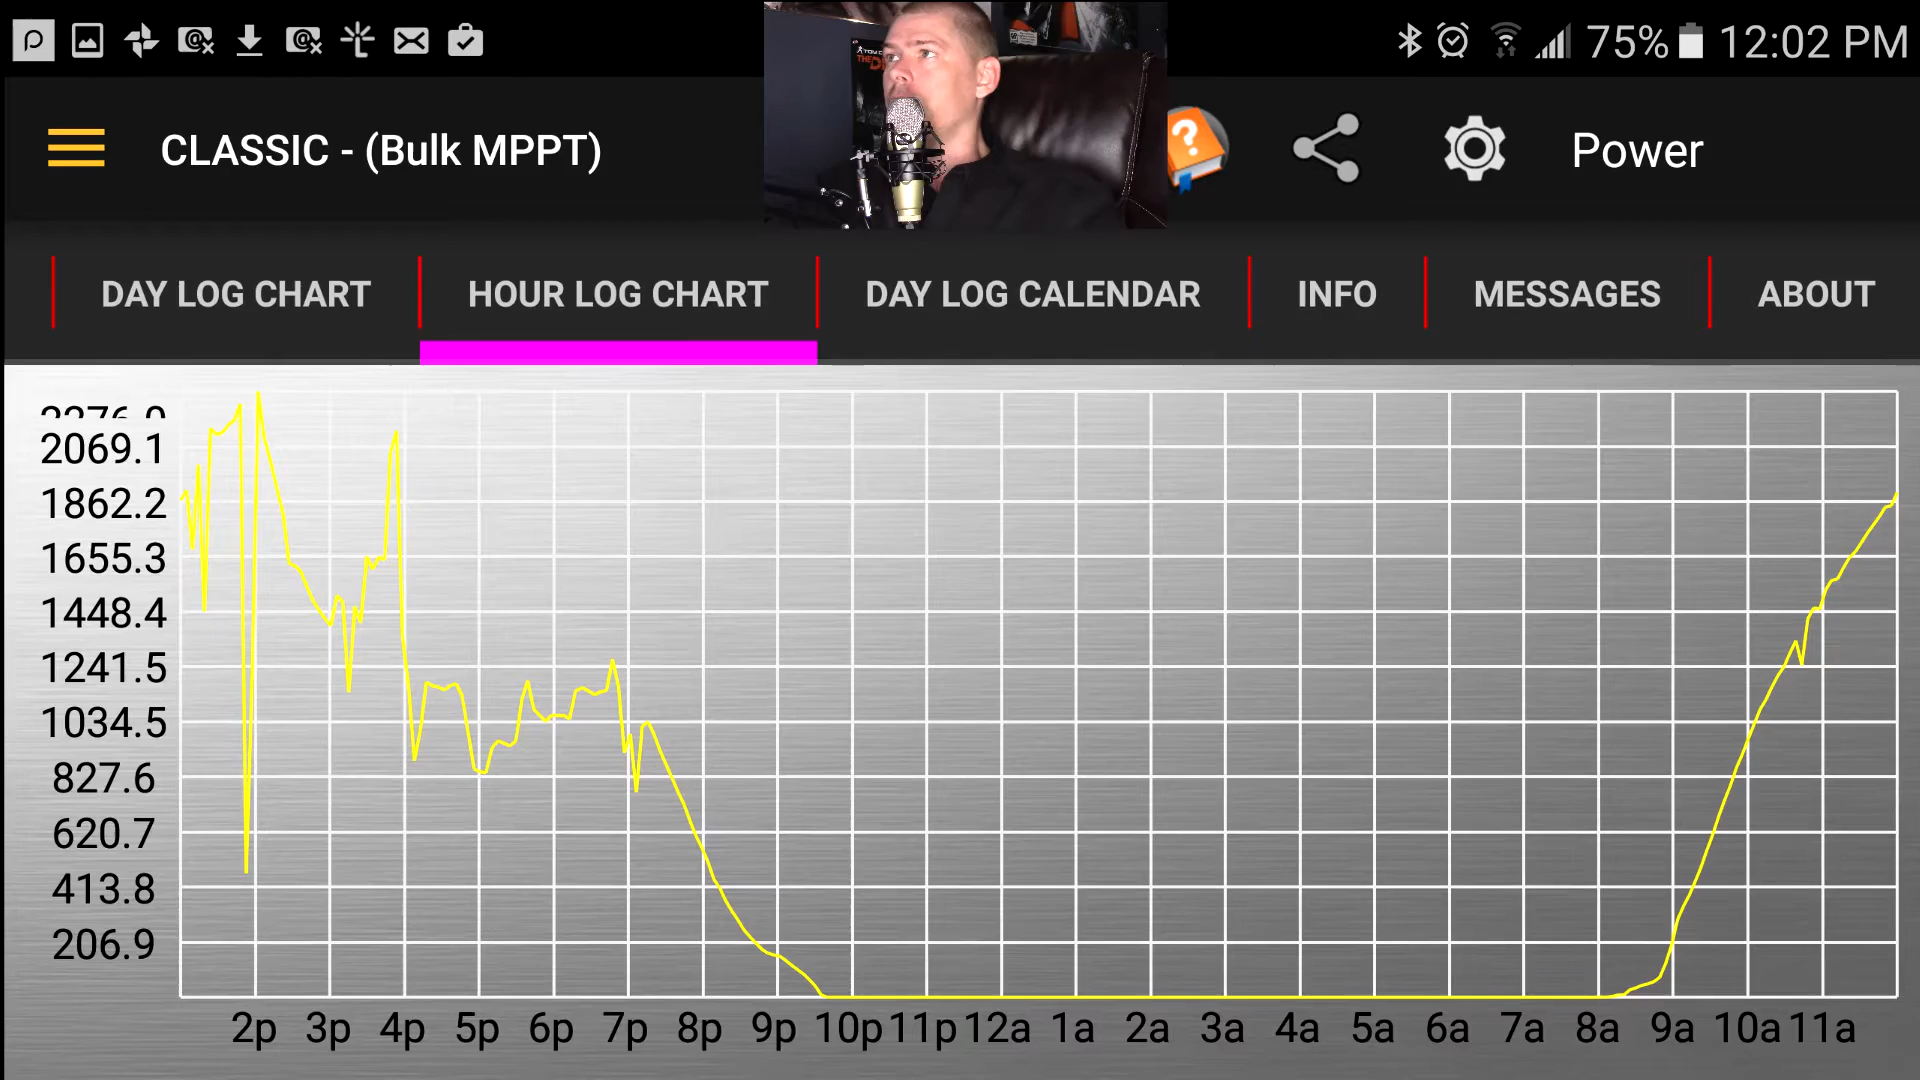 75% 12:02 PM
CLASSIC - (Bulk MPPT)
Power
DAY LOG CHART
HOUR LOG CHART
DAY LOG CALENDAR
INFO
MESSAGES
ABOUT
2276.0
2069.1
1862.2
1655.3
1448.4
1241.5
1034.5
827.6
620.7
413.8
206.9
2p 3p 4p 5p 6p 7p 8p 9p 10p 11p 12a 1a 2a 3a 4a 5a 6a 7a 8a 9a 10a 11a